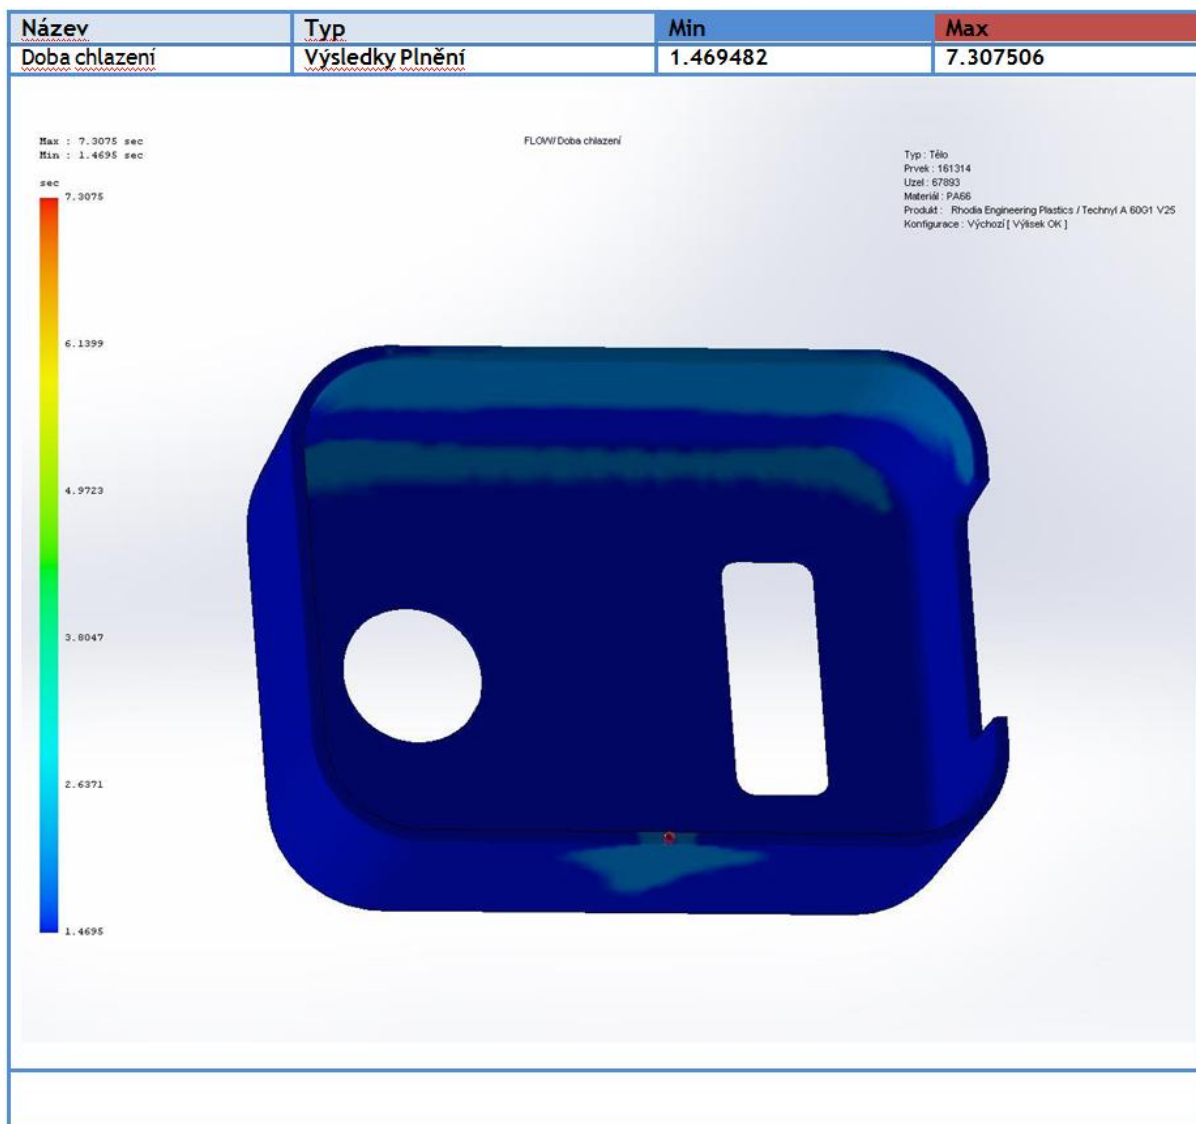 Název Typ Min Max
Doba chlazení Výsledky Plnění 1.469482 7.307506
Max : 7.3075 sec
Min : 1.4695 sec
FLOW/Doba chlazení
Typ : Tělo
Prvek : 161314
Uzel : 67893
Materiál : PA66
Produkt : Rhodia Engineering Plastics / Technyl A 60G1 V25
Konfigurace : Výchozí [ Výlisek OK ]
sec
7.3075
6.1399
4.9723
3.8047
2.6371
1.4695